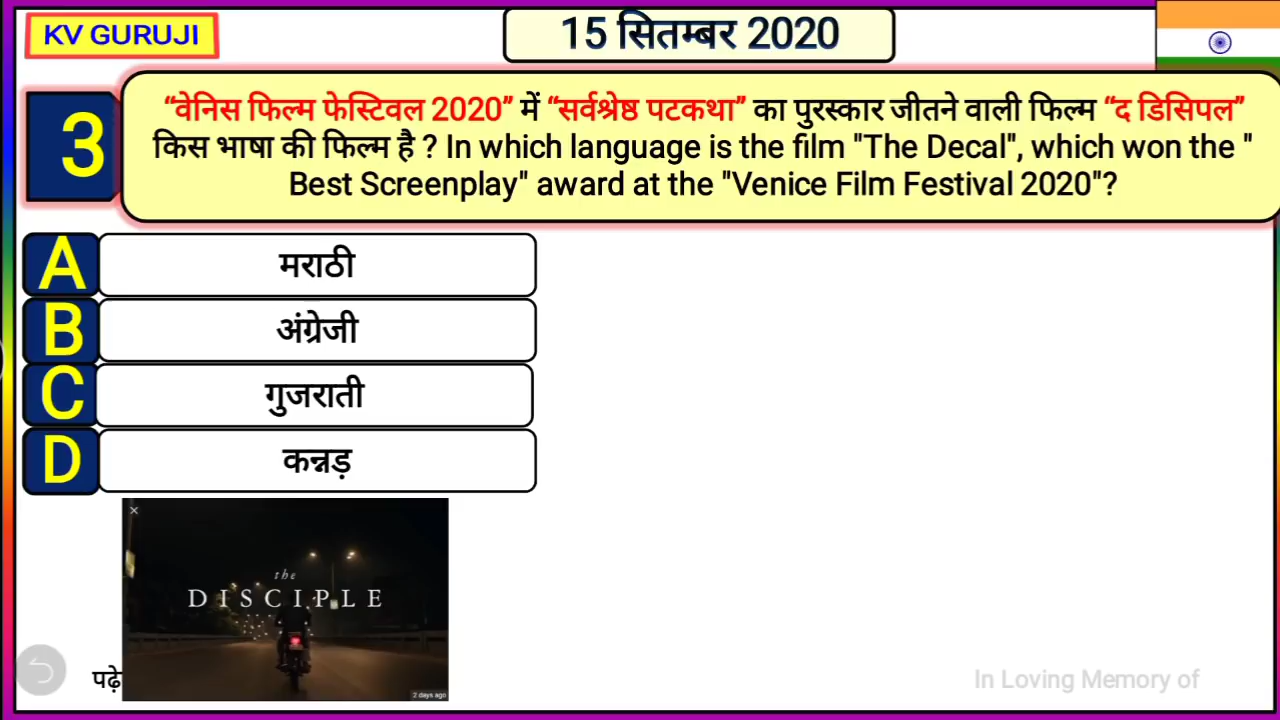 KV GURUJI
15 सितम्बर 2020
3
“वेनिस फिल्म फेस्टिवल 2020” में “सर्वश्रेष्ठ पटकथा” का पुरस्कार जीतने वाली फिल्म “द डिसिपल”
किस भाषा की फिल्म है ? In which language is the film "The Decal", which won the "
Best Screenplay" award at the "Venice Film Festival 2020"?
A मराठी
B अंग्रेजी
C गुजराती
D कन्नड़
the
DISCIPLE
2 days ago
पढ़े
In Loving Memory of